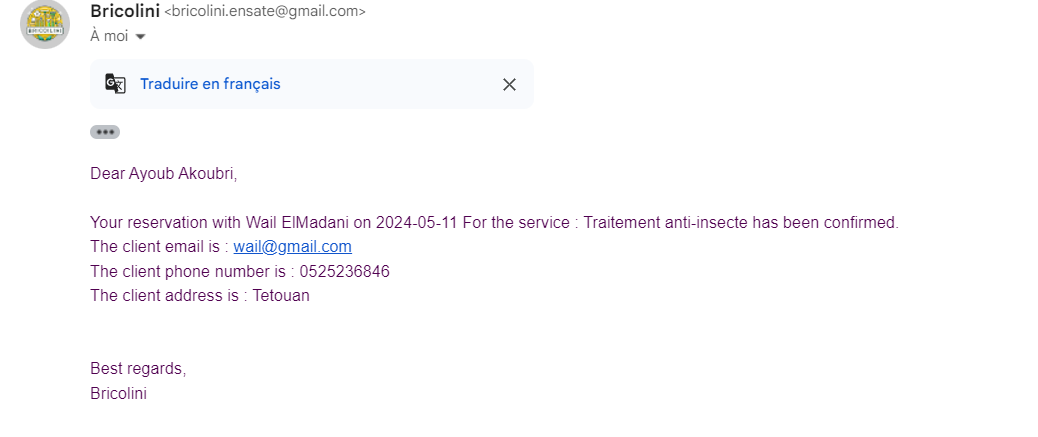 Bricolini <bricolini.ensate@gmail.com>
À moi
Traduire en français
Dear Ayoub Akoubri,
Your reservation with Wail ElMadani on 2024-05-11 For the service : Traitement anti-insecte has been confirmed.
The client email is : wail@gmail.com
The client phone number is : 0525236846
The client address is : Tetouan
Best regards,
Bricolini